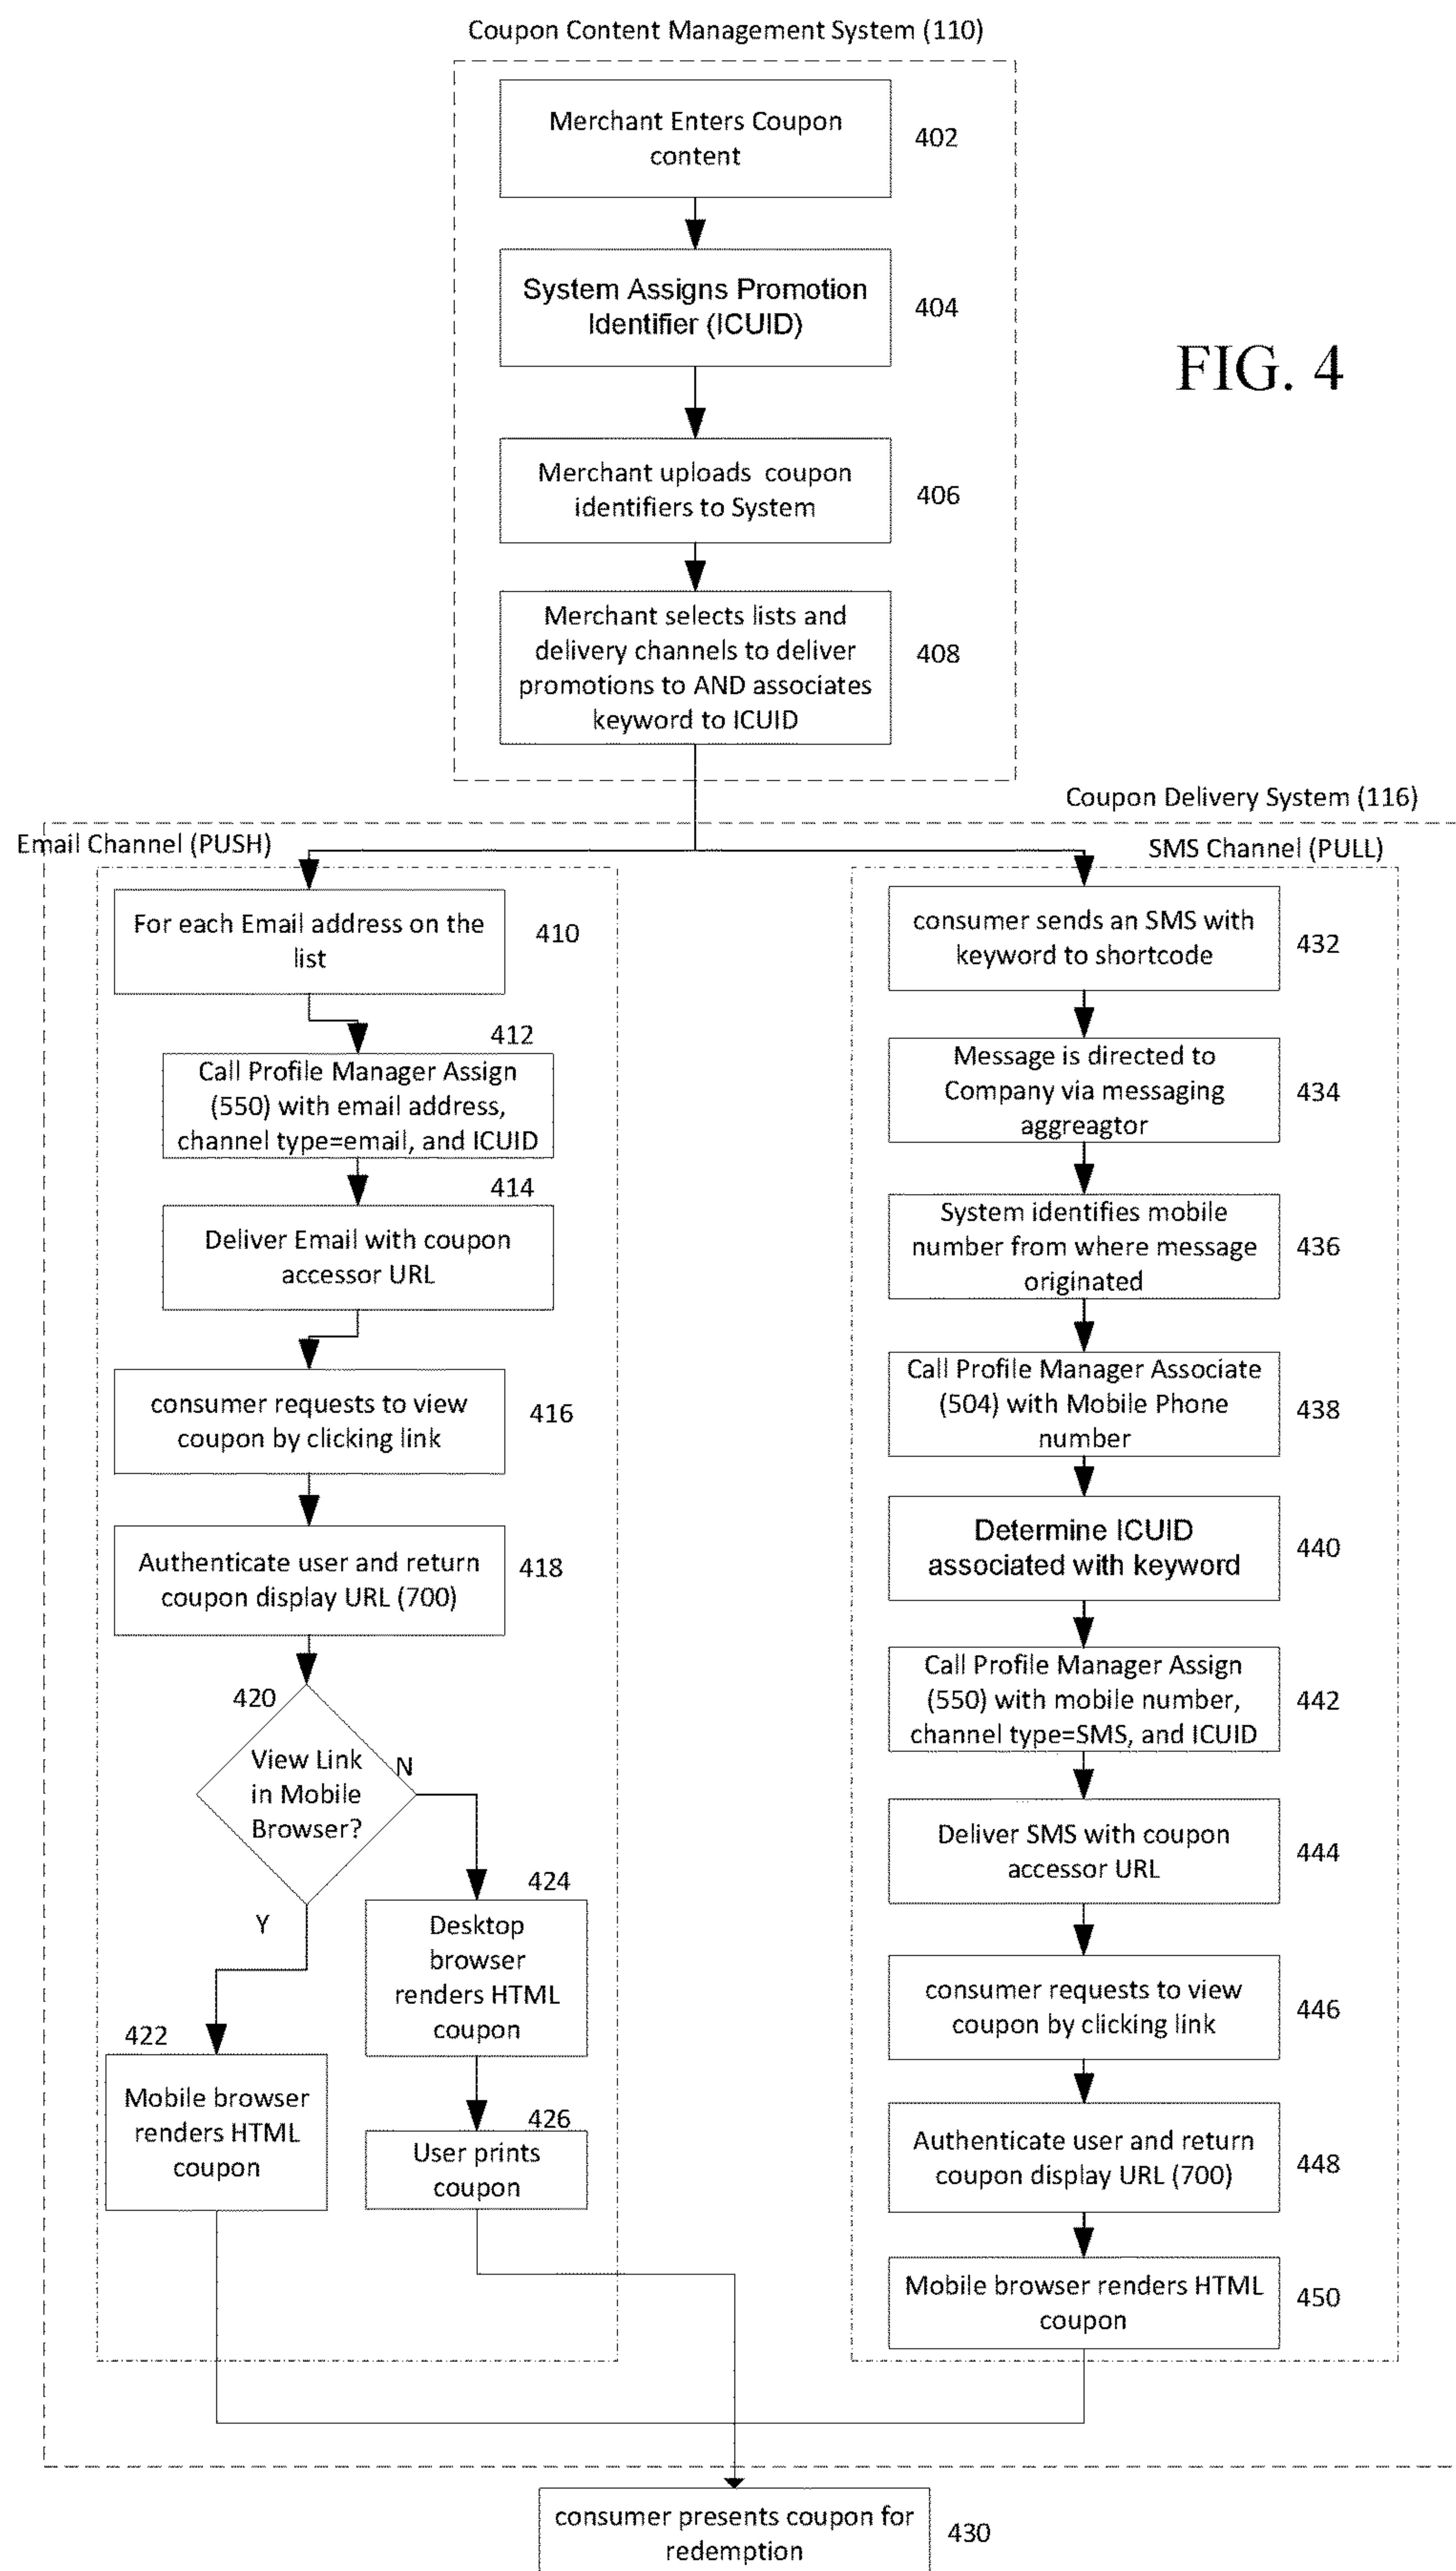 Coupon Content Management System (110)
Merchant Enters Coupon
content
402
System Assigns Promotion
Identifier (ICUID)
404
FIG. 4
Merchant uploads coupon
identifiers to System
406
Merchant selects lists and
delivery channels to deliver
promotions to AND associates
keyword to ICUID
408
Coupon Delivery System (116)
Email Channel (PUSH)
For each Email address on the
list
410
412
Call Profile Manager Assign
(550) with email address,
channel type=email, and ICUID
414
Deliver Email with coupon
accessor URL
consumer requests to view
coupon by clicking link
416
Authenticate user and return
coupon display URL (700)
418
420
View Link
in Mobile
Browser?
N
Y
424
Desktop
browser
renders HTML
coupon
422
Mobile browser
renders HTML
coupon
426
User prints
coupon
SMS Channel (PULL)
consumer sends an SMS with
keyword to shortcode
432
Message is directed to
Company via messaging
aggreagtor
434
System identifies mobile
number from where message
originated
436
Call Profile Manager Associate
(504) with Mobile Phone
number
438
Determine ICUID
associated with keyword
440
Call Profile Manager Assign
(550) with mobile number,
channel type=SMS, and ICUID
442
Deliver SMS with coupon
accessor URL
444
consumer requests to view
coupon by clicking link
446
Authenticate user and return
coupon display URL (700)
448
Mobile browser renders HTML
coupon
450
consumer presents coupon for
redemption
430